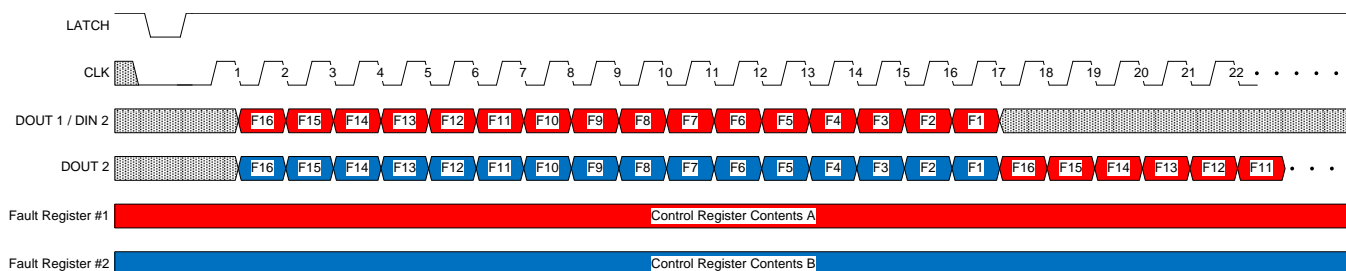 LATCH
CLK 1 2 3 4 5 6 7 8 9 10 11 12 13 14 15 16 17 18 19 20 21 22
DOUT 1 / DIN 2 F16 F15 F14 F13 F12 F11 F10 F9 F8 F7 F6 F5 F4 F3 F2 F1
DOUT 2 F16 F15 F14 F13 F12 F11 F10 F9 F8 F7 F6 F5 F4 F3 F2 F1 F16 F15 F14 F13 F12 F11
Fault Register #1 Control Register Contents A
Fault Register #2 Control Register Contents B